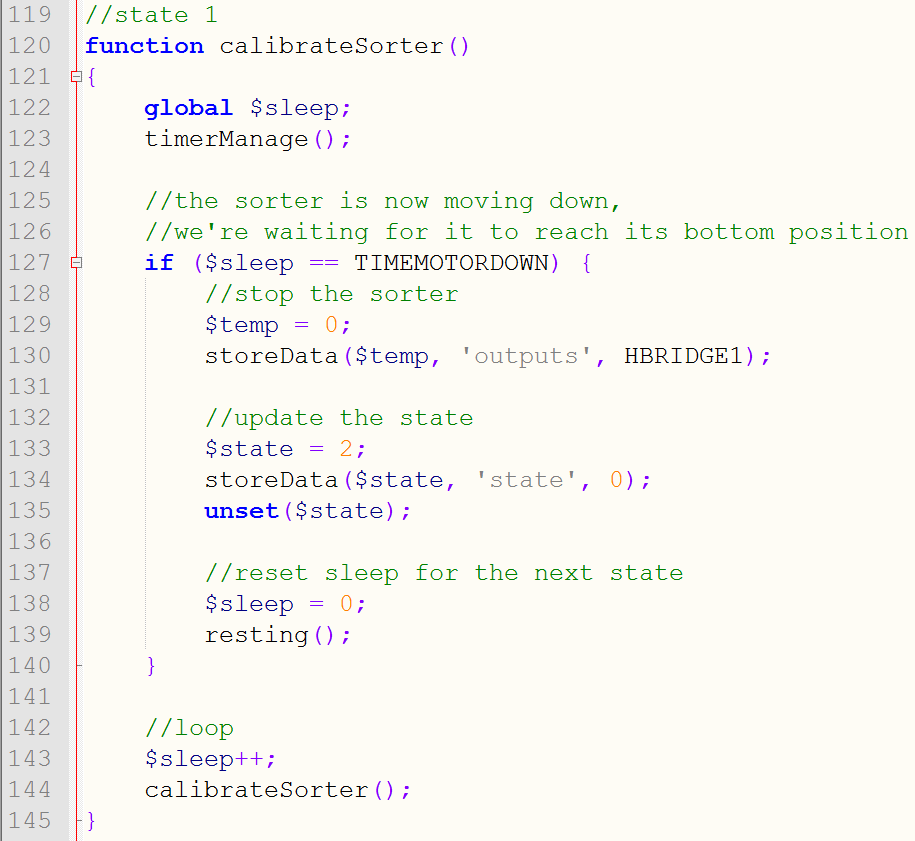 119 //state 1
120 function calibrateSorter()
121 {
122     global $sleep;
123     timerManage();
124
125     //the sorter is now moving down,
126     //we're waiting for it to reach its bottom position
127     if ($sleep == TIMEMOTORDOWN) {
128         //stop the sorter
129         $temp = 0;
130         storeData($temp, 'outputs', HBRIDGE1);
131
132         //update the state
133         $state = 2;
134         storeData($state, 'state', 0);
135         unset($state);
136
137         //reset sleep for the next state
138         $sleep = 0;
139         resting();
140     }
141
142     //loop
143     $sleep++;
144     calibrateSorter();
145 }